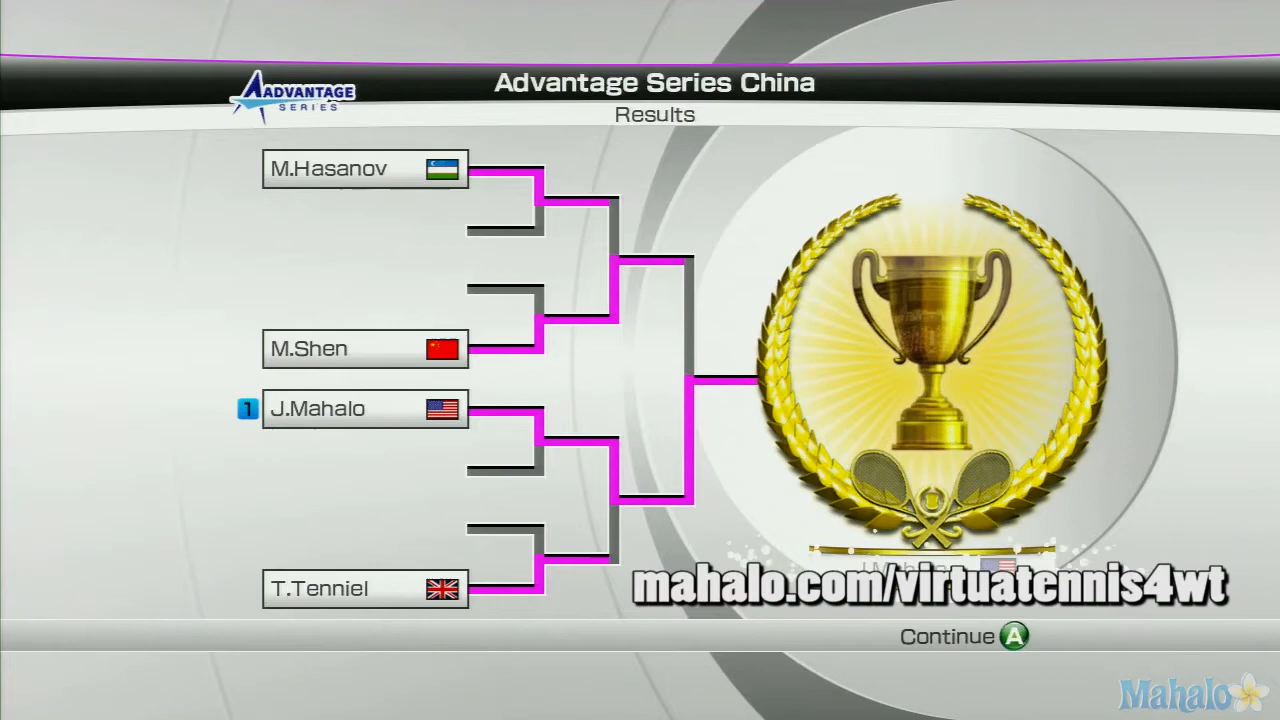 ADVANTAGE
SERIES
Advantage Series China
Results
M.Hasanov
M.Shen
1 J.Mahalo
T.Tenniel
mahalo.com/virtuatennis4wt
Continue A
Mahalo